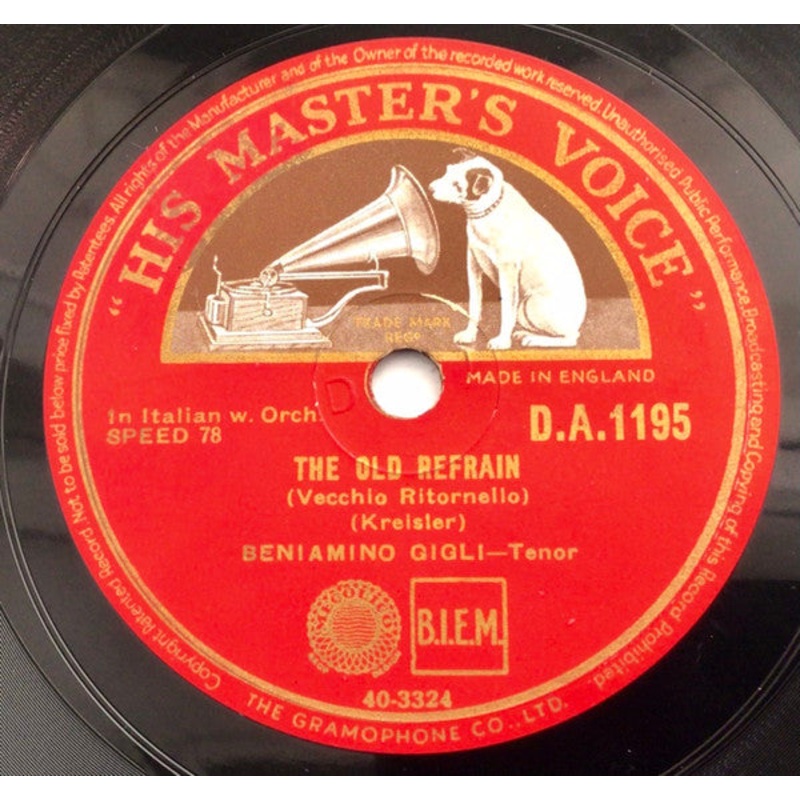 Copyright Patented Record. Not to be sold below price fixed by Patentees. All rights of the Manufacturer and of the Owner of the recorded work reserved. Unauthorised Public Performance, Broadcasting and Copying of this Record Prohibited.
"HIS MASTER'S VOICE"
TRADE MARK
REGD
MADE IN ENGLAND
In Italian w. Orch.
SPEED 78
D.A.1195
THE OLD REFRAIN
(Vecchio Ritornello)
(Kreisler)
BENIAMINO GIGLI—Tenor
B.I.E.M.
40-3324
THE GRAMOPHONE CO., LTD.